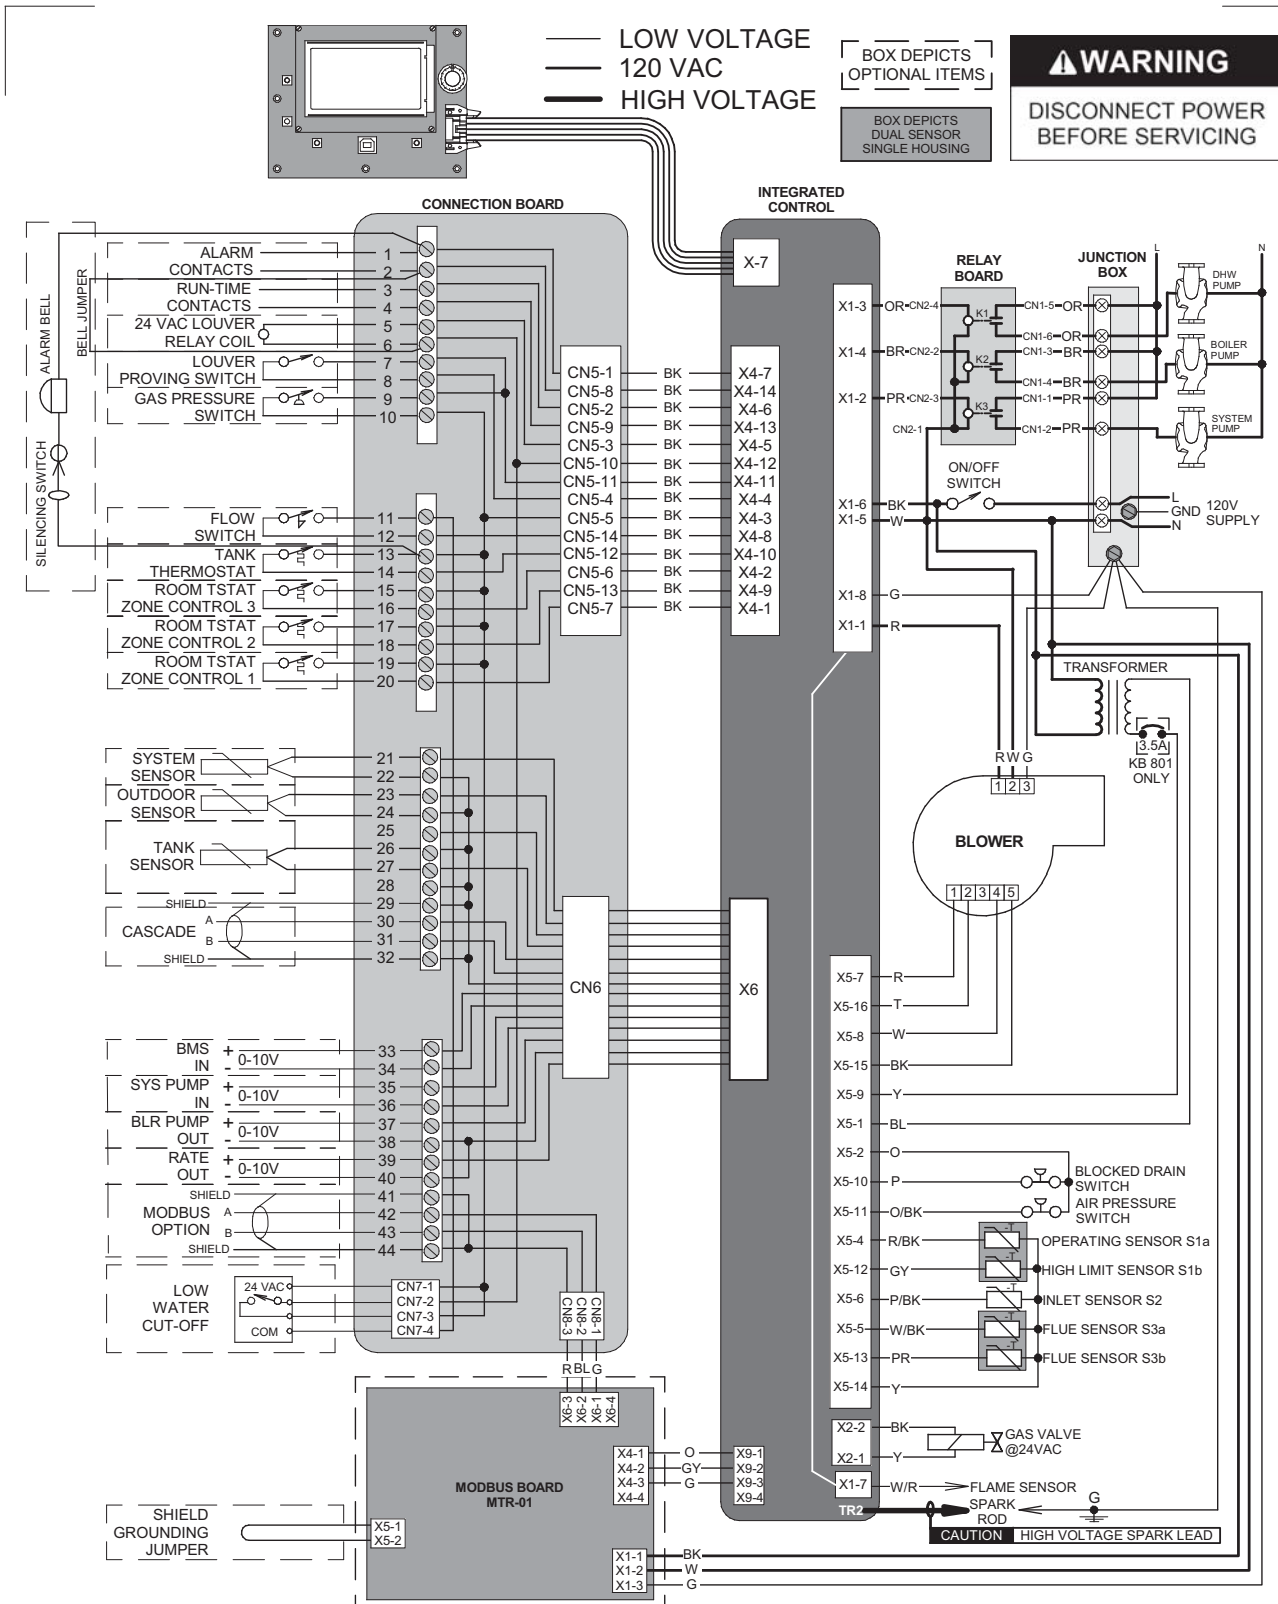 LOW VOLTAGE
120 VAC
HIGH VOLTAGE
BOX DEPICTS
OPTIONAL ITEMS
BOX DEPICTS
DUAL SENSOR
SINGLE HOUSING
WARNING
DISCONNECT POWER
BEFORE SERVICING
CONNECTION BOARD
INTEGRATED
CONTROL
X-7
ALARM BELL
BELL JUMPER
SILENCING SWITCH
ALARM 1
CONTACTS 2
RUN-TIME 3
CONTACTS 4
24 VAC LOUVER 5
RELAY COIL 6
LOUVER 7
PROVING SWITCH 8
GAS PRESSURE 9
SWITCH 10
FLOW 11
SWITCH 12
TANK 13
THERMOSTAT 14
ROOM TSTAT 15
ZONE CONTROL 3 16
ROOM TSTAT 17
ZONE CONTROL 2 18
ROOM TSTAT 19
ZONE CONTROL 1 20
CN5-1 BK X4-7
CN5-8 BK X4-14
CN5-2 BK X4-6
CN5-9 BK X4-13
CN5-3 BK X4-5
CN5-10 BK X4-12
CN5-11 BK X4-11
CN5-4 BK X4-4
CN5-5 BK X4-3
CN5-14 BK X4-8
CN5-12 BK X4-10
CN5-6 BK X4-2
CN5-13 BK X4-9
CN5-7 BK X4-1
RELAY
BOARD
JUNCTION
BOX
L
N
X1-3 OR CN2-4
X1-4 BR CN2-2
X1-2 PR CN2-3
CN2-1
K1
K2
K3
CN1-5 OR
CN1-6 OR
CN1-3 BR
CN1-4 BR
CN1-1 PR
CN1-2 PR
DHW
PUMP
BOILER
PUMP
SYSTEM
PUMP
ON/OFF
SWITCH
X1-6 BK
X1-5 W
L
GND
N
120V
SUPPLY
X1-8 G
X1-1 R
TRANSFORMER
3.5A
KB 801
ONLY
R W G
1 2 3
BLOWER
1 2 3 4 5
SYSTEM 21
SENSOR 22
OUTDOOR 23
SENSOR 24
25
TANK 26
SENSOR 27
28
SHIELD 29
CASCADE A 30
B 31
SHIELD 32
CN6
X6
BMS + 33
IN - 0-10V 34
SYS PUMP + 35
IN - 0-10V 36
BLR PUMP + 37
OUT - 0-10V 38
RATE + 39
OUT - 0-10V 40
SHIELD 41
MODBUS A 42
OPTION B 43
SHIELD 44
LOW
WATER
CUT-OFF
24 VAC
COM
CN7-1
CN7-2
CN7-3
CN7-4
CN8-3
CN8-2
CN8-1
R BL G
X6-3
X6-2
X6-1
X6-4
X5-7 R
X5-16 T
X5-8 W
X5-15 BK
X5-9 Y
X5-1 BL
X5-2 O
X5-10 P
X5-11 O/BK
X5-4 R/BK
X5-12 GY
X5-6 P/BK
X5-5 W/BK
X5-13 PR
X5-14 Y
BLOCKED DRAIN
SWITCH
AIR PRESSURE
SWITCH
-T OPERATING SENSOR S1a
-T HIGH LIMIT SENSOR S1b
-T INLET SENSOR S2
-T FLUE SENSOR S3a
-T FLUE SENSOR S3b
X2-2 BK
X2-1 Y
GAS VALVE
@24VAC
X1-7 W/R FLAME SENSOR
TR2
SPARK
ROD
G
CAUTION HIGH VOLTAGE SPARK LEAD
MODBUS BOARD
MTR-01
X4-1 O X9-1
X4-2 GY X9-2
X4-3 G X9-3
X4-4 X9-4
SHIELD
GROUNDING
JUMPER
X5-1
X5-2
X1-1 BK
X1-2 W
X1-3 G